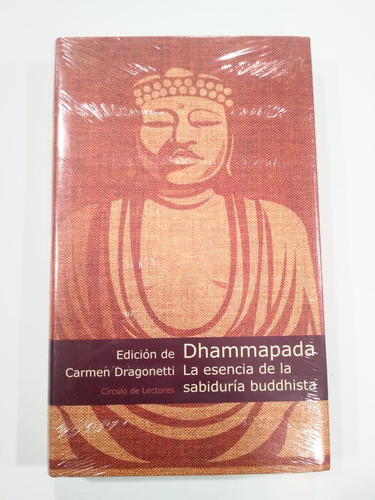 Edición de
Carmen Dragonetti
Círculo de Lectores
Dhammapada
La esencia de la
sabiduría buddhista